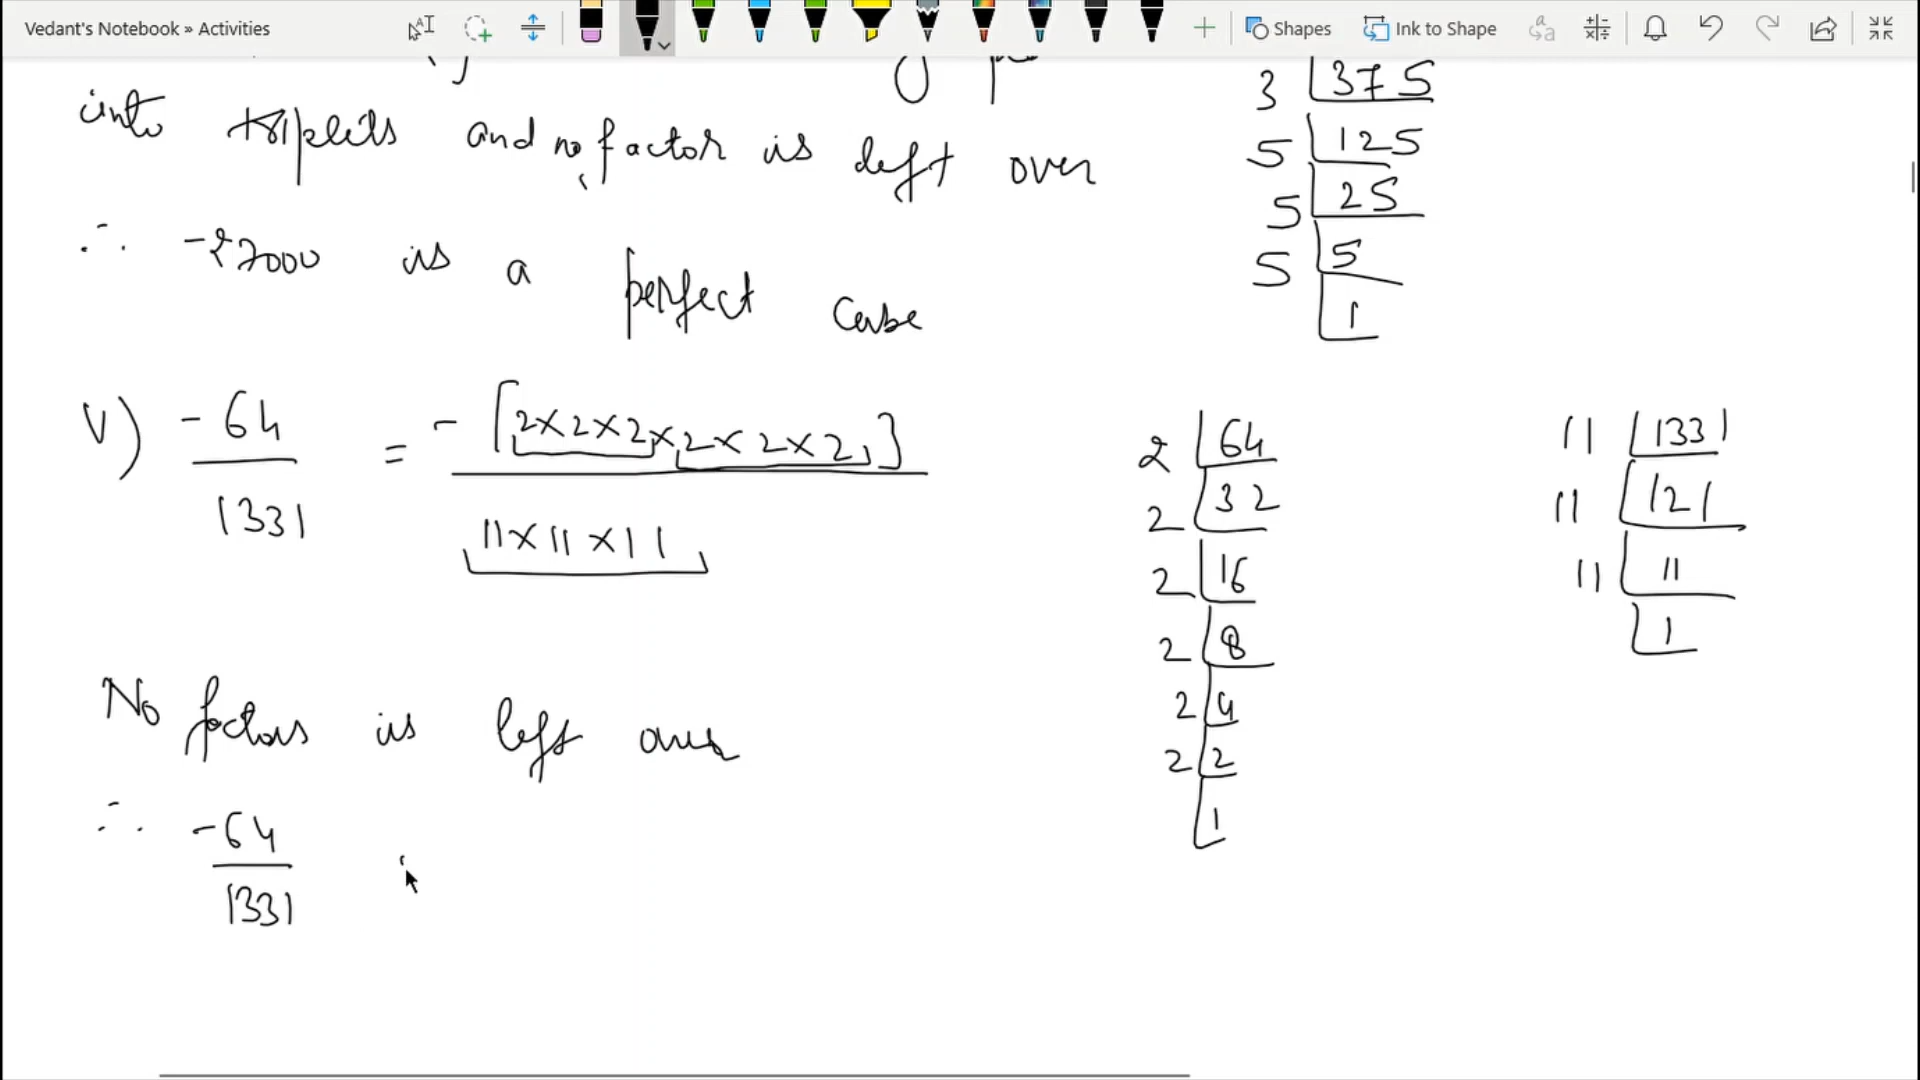 Vedant's Notebook » Activities
Shapes
Ink to Shape
into triplets and no factor is left over
∴ -27000 is a perfect cube
3 375
5 125
5 25
5 5
1
V) -64/1331 = -[2×2×2×2×2×2]/11×11×11
2 64
2 32
2 16
2 8
2 4
2 2
1
11 1331
11 121
11 11
1
No factors is left over
∴ -64/1331 i